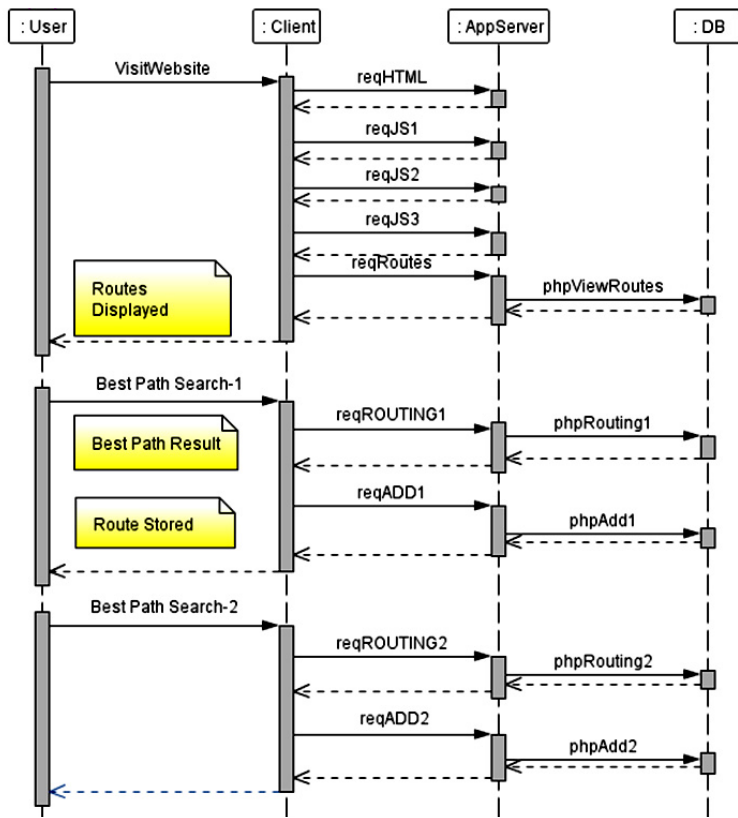 : User
: Client
: AppServer
: DB
VisitWebsite
reqHTML
reqJS1
reqJS2
reqJS3
reqRoutes
phpViewRoutes
Routes
Displayed
Best Path Search-1
reqROUTING1
phpRouting1
Best Path Result
reqADD1
phpAdd1
Route Stored
Best Path Search-2
reqROUTING2
phpRouting2
reqADD2
phpAdd2